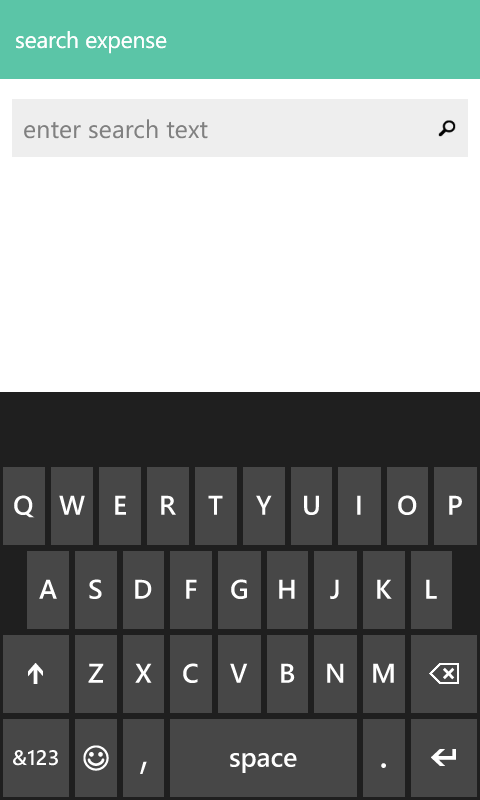 search expense
enter search text
Q W E R T Y U I O P
A S D F G H J K L
Z X C V B N M
&123 , space .